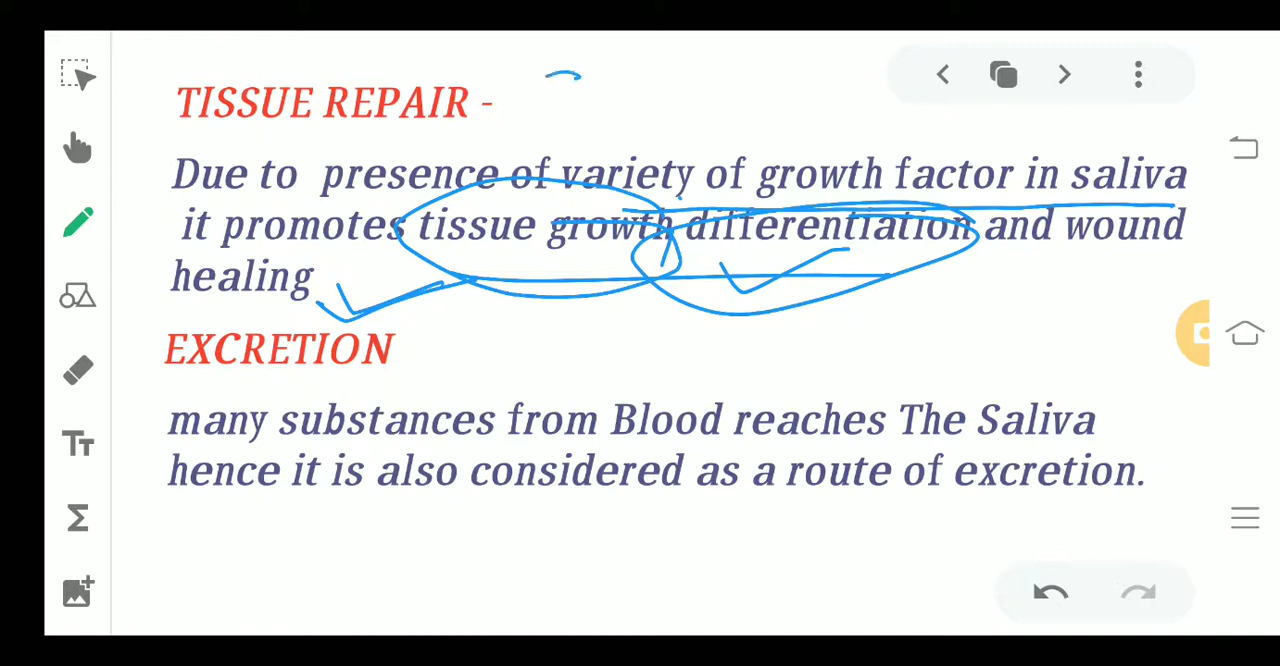 TISSUE REPAIR -
Due to presence of variety of growth factor in saliva
it promotes tissue growth differentiation and wound
healing
EXCRETION
many substances from Blood reaches The Saliva
hence it is also considered as a route of excretion.